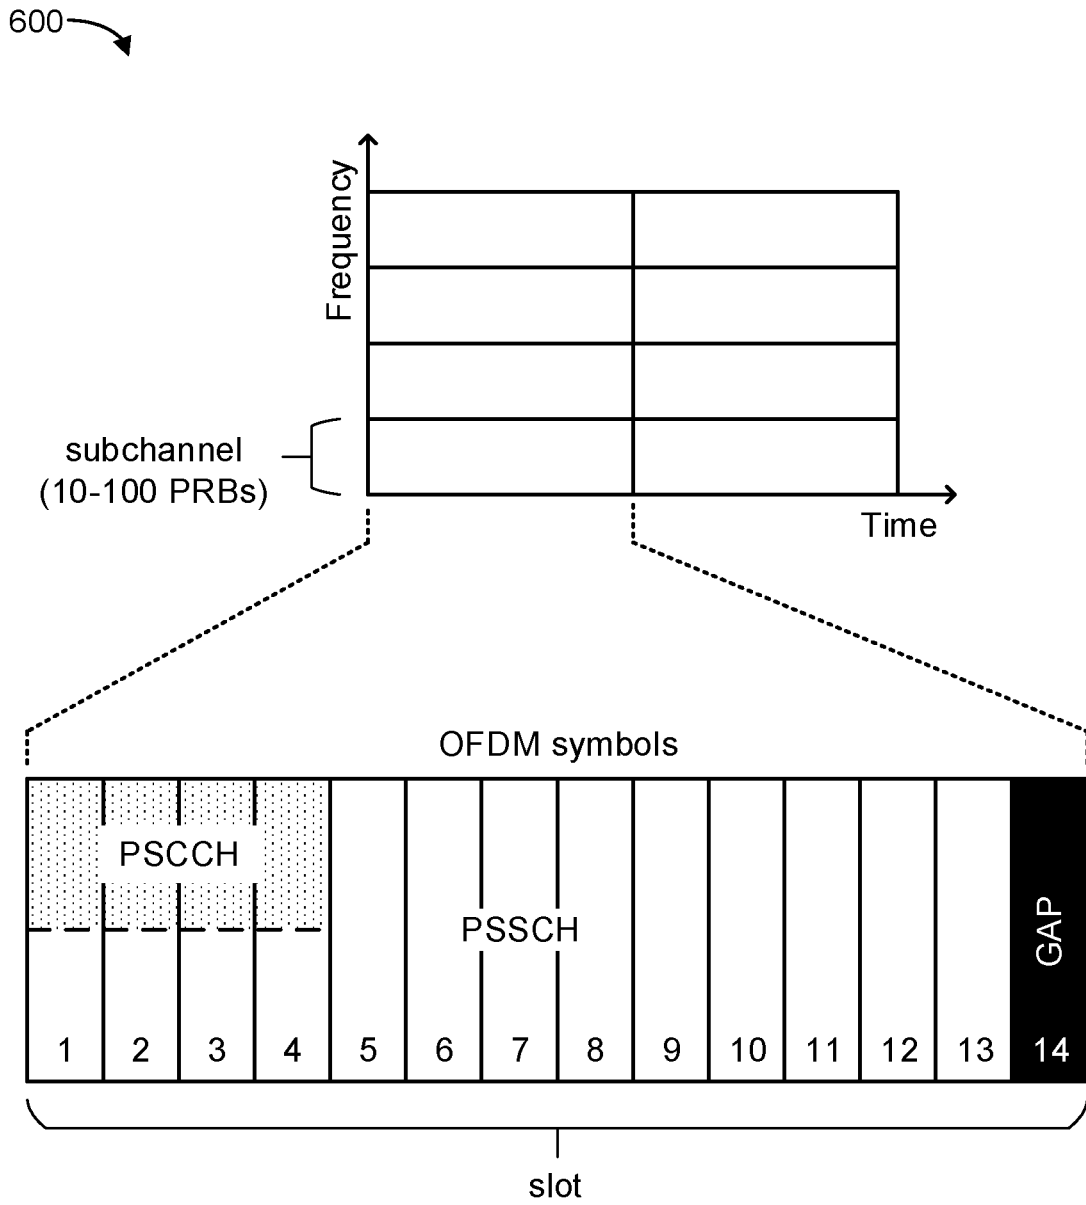 600
Frequency
subchannel
(10-100 PRBs)
Time
OFDM symbols
PSCCH
PSSCH
GAP
1 2 3 4 5 6 7 8 9 10 11 12 13 14
slot